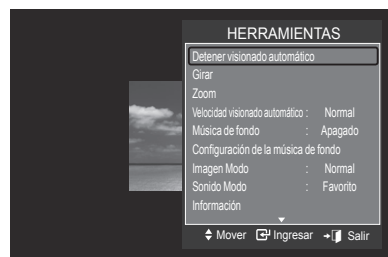 HERRAMIENTAS
Detener visionado automático
Girar
Zoom
Velocidad visionado automático : Normal
Música de fondo : Apagado
Configuración de la música de fondo
Imagen Modo : Normal
Sonido Modo : Favorito
Información
Mover Ingresar Salir